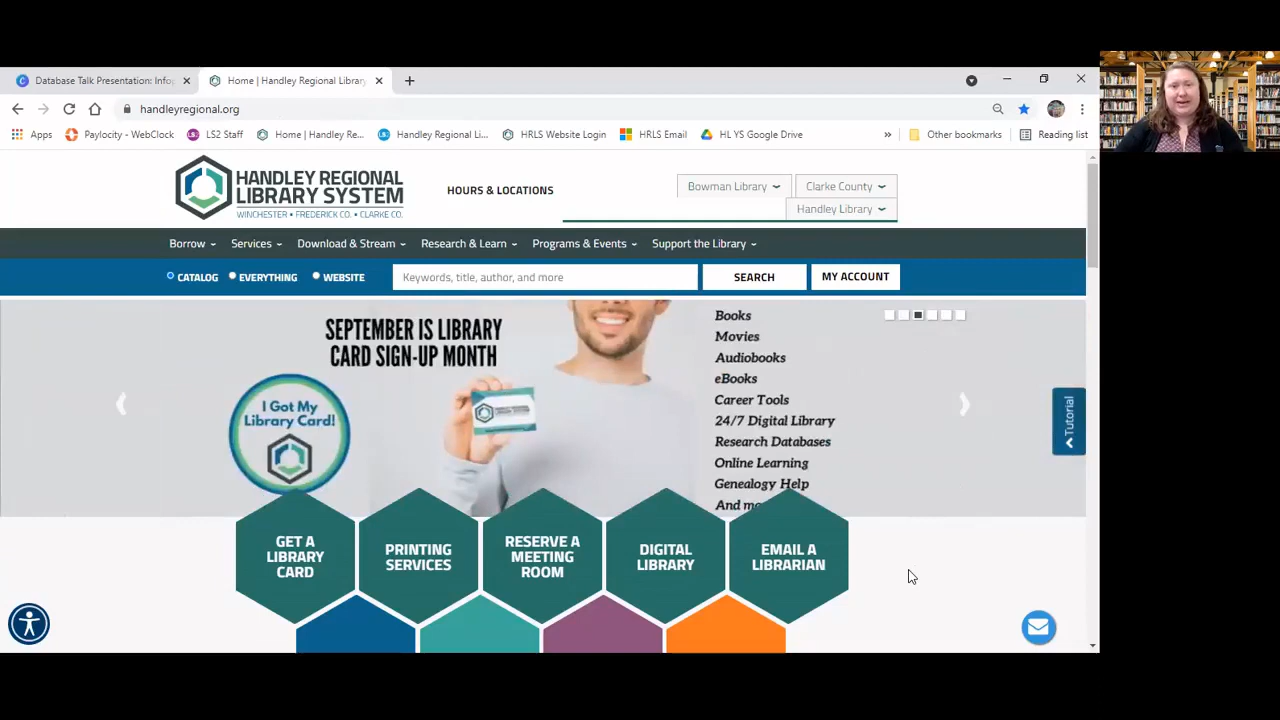 Database Talk Presentation: Infog
Home | Handley Regional Library
handleyregional.org
Apps
Paylocity - WebClock
LS2 Staff
Home | Handley Re...
Handley Regional Li...
HRLS Website Login
HRLS Email
HL YS Google Drive
»
Other bookmarks
Reading list
HANDLEY REGIONAL
LIBRARY SYSTEM
WINCHESTER • FREDERICK CO. • CLARKE CO.
HOURS & LOCATIONS
Bowman Library
Clarke County
Handley Library
Borrow
Services
Download & Stream
Research & Learn
Programs & Events
Support the Library
CATALOG
EVERYTHING
WEBSITE
Keywords, title, author, and more
SEARCH
MY ACCOUNT
SEPTEMBER IS LIBRARY
CARD SIGN-UP MONTH
I Got My
Library Card!
Books
Movies
Audiobooks
eBooks
Career Tools
24/7 Digital Library
Research Databases
Online Learning
Genealogy Help
And mo
Tutorial
GET A
LIBRARY
CARD
PRINTING
SERVICES
RESERVE A
MEETING
ROOM
DIGITAL
LIBRARY
EMAIL A
LIBRARIAN